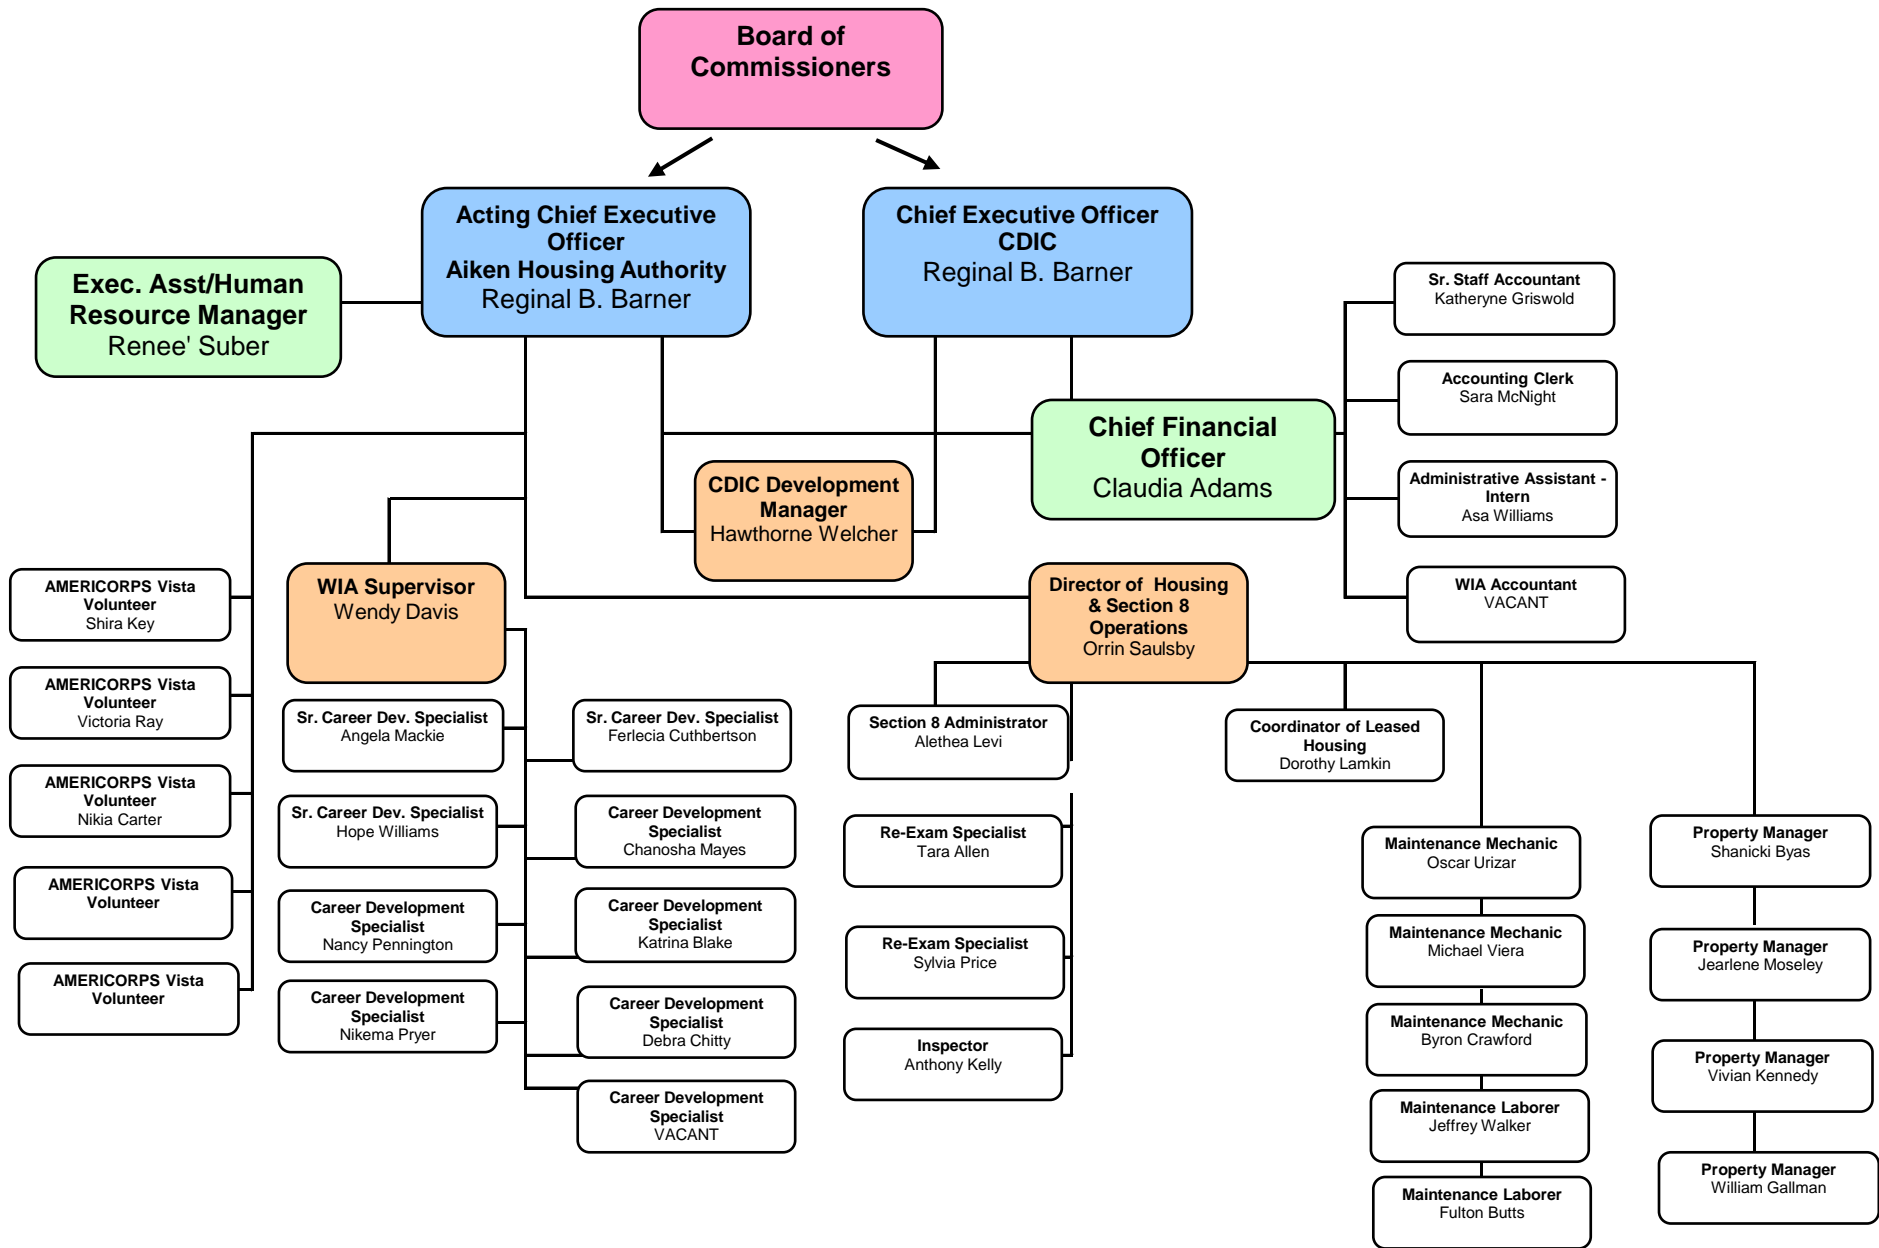 Board of
Commissioners
Acting Chief Executive
Officer
Aiken Housing Authority
Reginal B. Barner
Chief Executive Officer
CDIC
Reginal B. Barner
Exec. Asst/Human
Resource Manager
Renee' Suber
Sr. Staff Accountant
Katheryne Griswold
Accounting Clerk
Sara McNight
Chief Financial
Officer
Claudia Adams
CDIC Development
Manager
Hawthorne Welcher
Administrative Assistant -
Intern
Asa Williams
WIA Accountant
VACANT
AMERICORPS Vista
Volunteer
Shira Key
AMERICORPS Vista
Volunteer
Victoria Ray
AMERICORPS Vista
Volunteer
Nikia Carter
AMERICORPS Vista
Volunteer
AMERICORPS Vista
Volunteer
WIA Supervisor
Wendy Davis
Sr. Career Dev. Specialist
Angela Mackie
Sr. Career Dev. Specialist
Hope Williams
Career Development
Specialist
Nancy Pennington
Career Development
Specialist
Nikema Pryer
Sr. Career Dev. Specialist
Ferlecia Cuthbertson
Career Development
Specialist
Chanosha Mayes
Career Development
Specialist
Katrina Blake
Career Development
Specialist
Debra Chitty
Career Development
Specialist
VACANT
Director of Housing
& Section 8
Operations
Orrin Saulsby
Section 8 Administrator
Alethea Levi
Re-Exam Specialist
Tara Allen
Re-Exam Specialist
Sylvia Price
Inspector
Anthony Kelly
Coordinator of Leased
Housing
Dorothy Lamkin
Maintenance Mechanic
Oscar Urizar
Maintenance Mechanic
Michael Viera
Maintenance Mechanic
Byron Crawford
Maintenance Laborer
Jeffrey Walker
Maintenance Laborer
Fulton Butts
Property Manager
Shanicki Byas
Property Manager
Jearlene Moseley
Property Manager
Vivian Kennedy
Property Manager
William Gallman